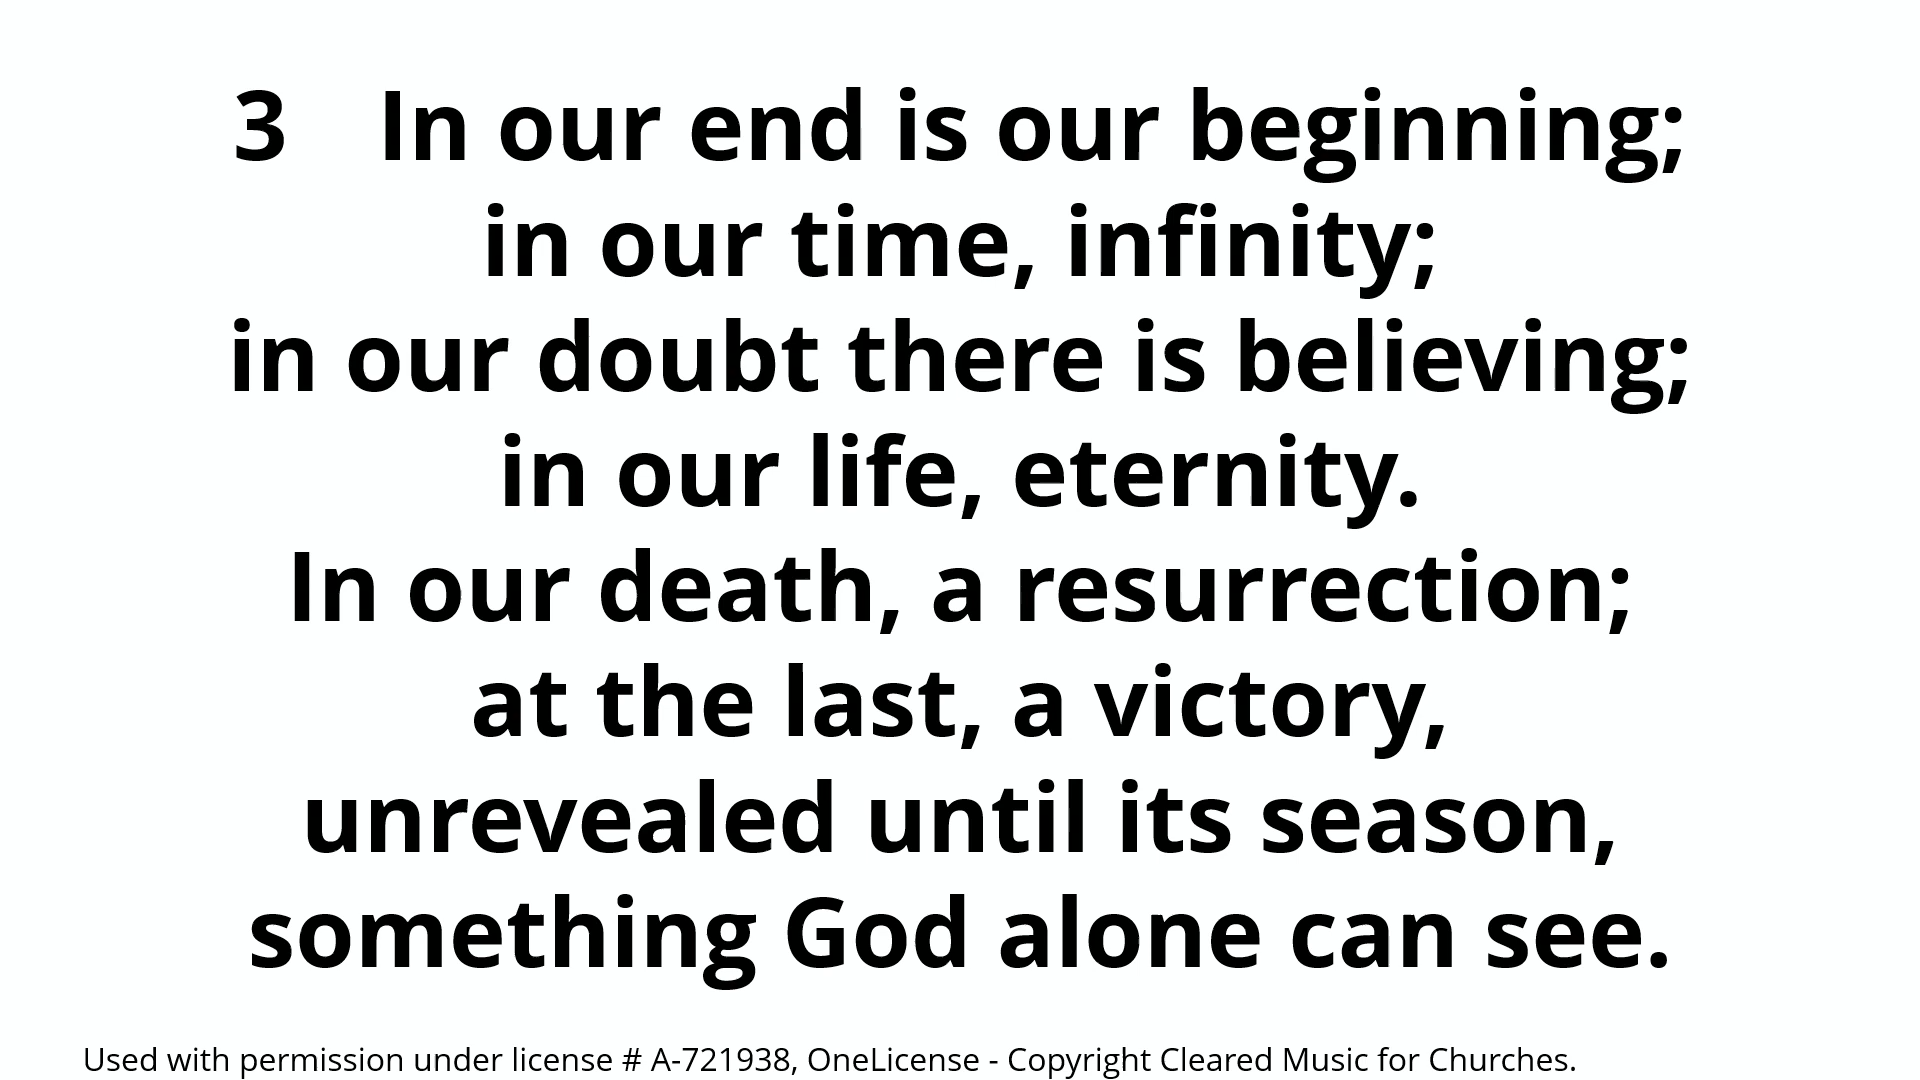 3 In our end is our beginning;
in our time, infinity;
in our doubt there is believing;
in our life, eternity.
In our death, a resurrection;
at the last, a victory,
unrevealed until its season,
something God alone can see.
Used with permission under license # A-721938, OneLicense - Copyright Cleared Music for Churches.